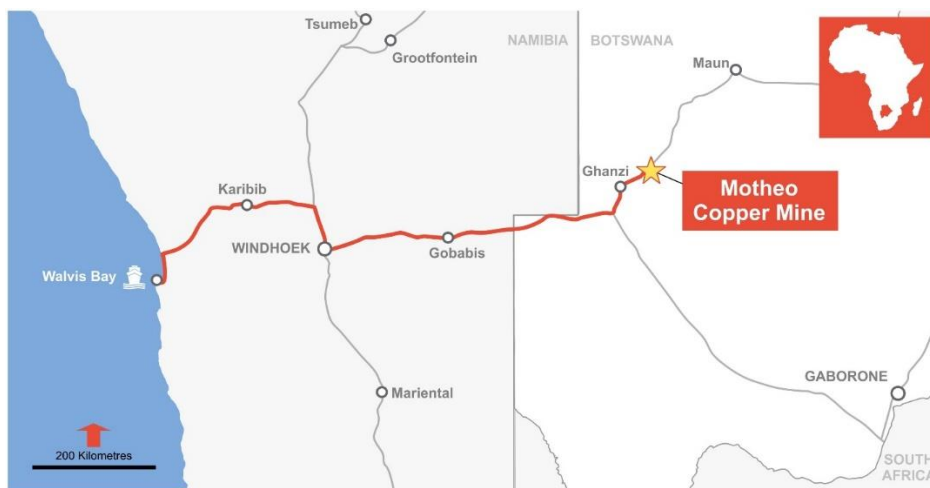 Tsumeb
Grootfontein
NAMIBIA
BOTSWANA
Maun
Ghanzi
Motheo
Copper Mine
Karibib
WINDHOEK
Gobabis
Walvis Bay
Mariental
GABORONE
200 Kilometres
SOUTH
AFRICA